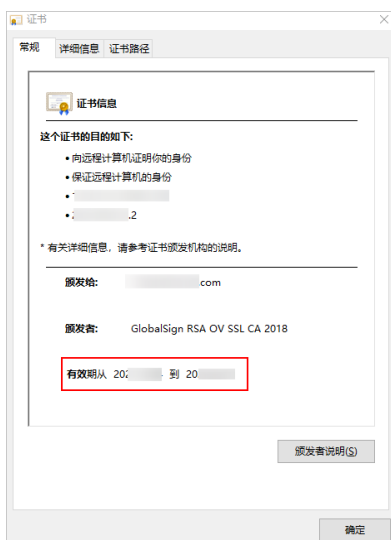 证书
常规 详细信息 证书路径
证书信息
这个证书的目的如下:
• 向远程计算机证明你的身份
• 保证远程计算机的身份
•
• .2
* 有关详细信息，请参考证书颁发机构的说明。
颁发给: .com
颁发者: GlobalSign RSA OV SSL CA 2018
有效期从 202 到 20
颁发者说明(S)
确定